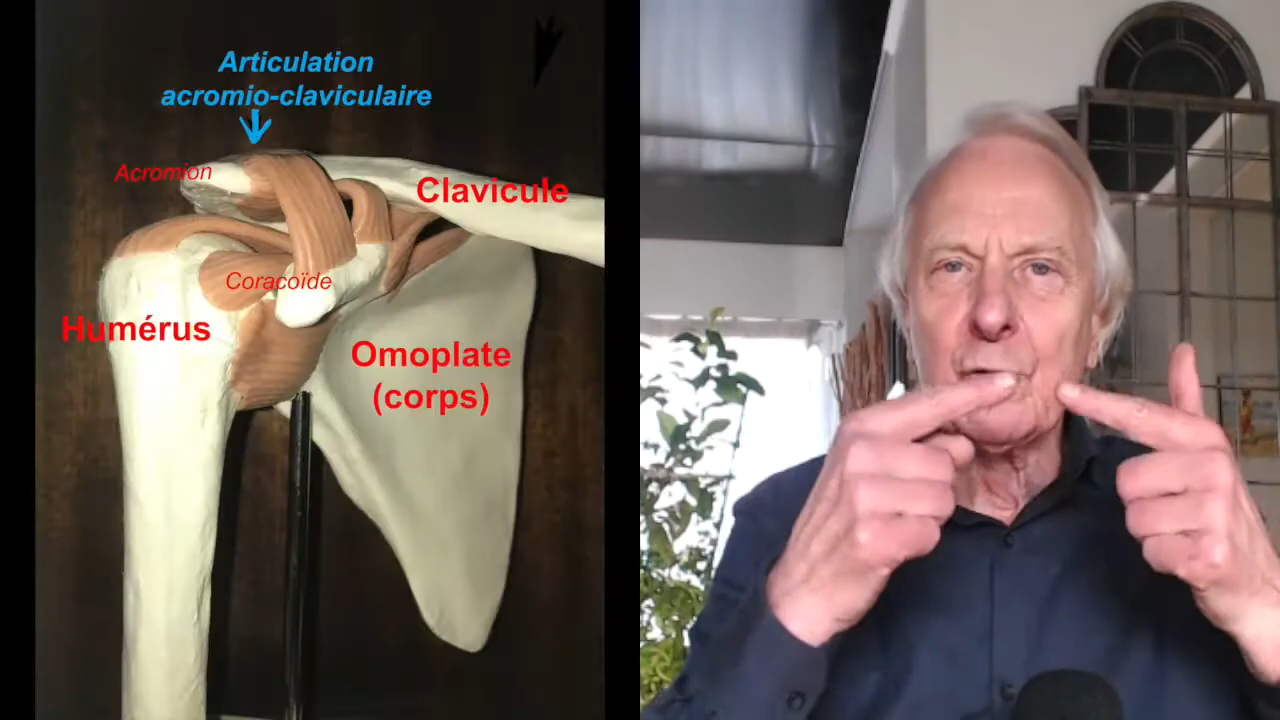 Articulation
acromio-claviculaire
Acromion
Clavicule
Coracoïde
Humérus
Omoplate
(corps)